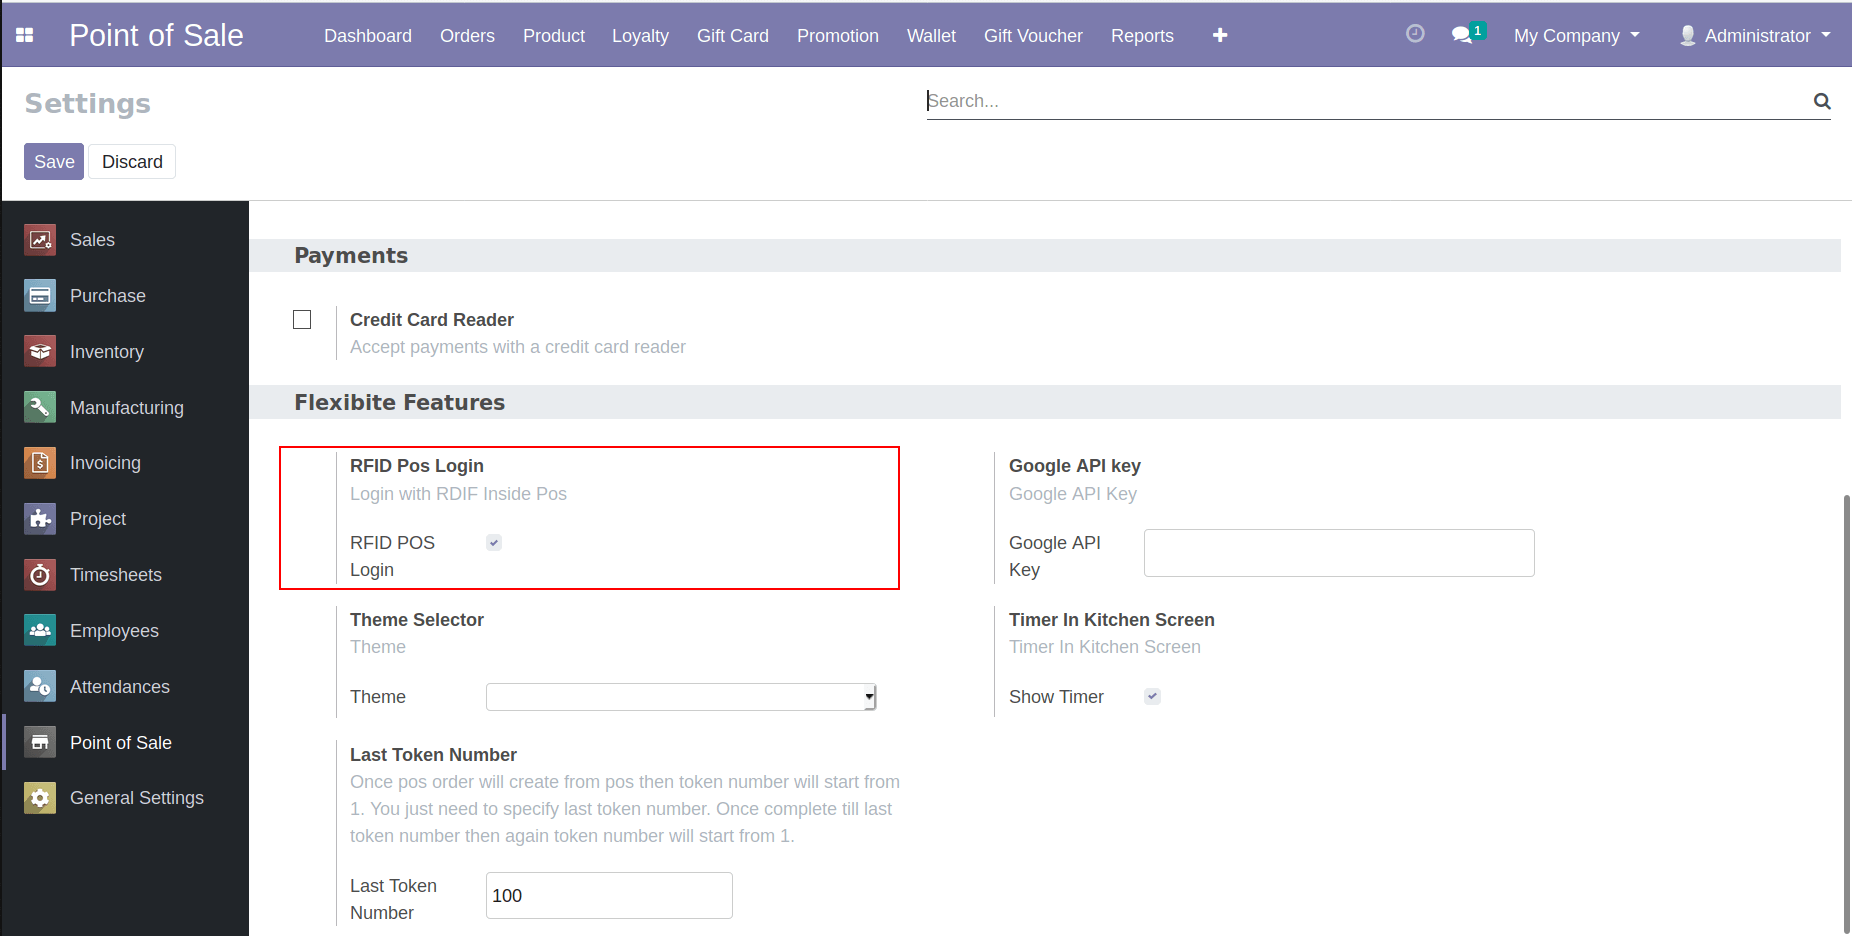 Point of Sale
Dashboard Orders Product Loyalty Gift Card Promotion Wallet Gift Voucher Reports
1 My Company Administrator
Settings
Search...
Save Discard
Sales
Purchase
Inventory
Manufacturing
Invoicing
Project
Timesheets
Employees
Attendances
Point of Sale
General Settings
Payments
Credit Card Reader
Accept payments with a credit card reader
Flexibite Features
RFID Pos Login
Login with RDIF Inside Pos
RFID POS
Login
Google API key
Google API Key
Google API
Key
Theme Selector
Theme
Theme
Timer In Kitchen Screen
Timer In Kitchen Screen
Show Timer
Last Token Number
Once pos order will create from pos then token number will start from
1. You just need to specify last token number. Once complete till last
token number then again token number will start from 1.
Last Token
Number
100